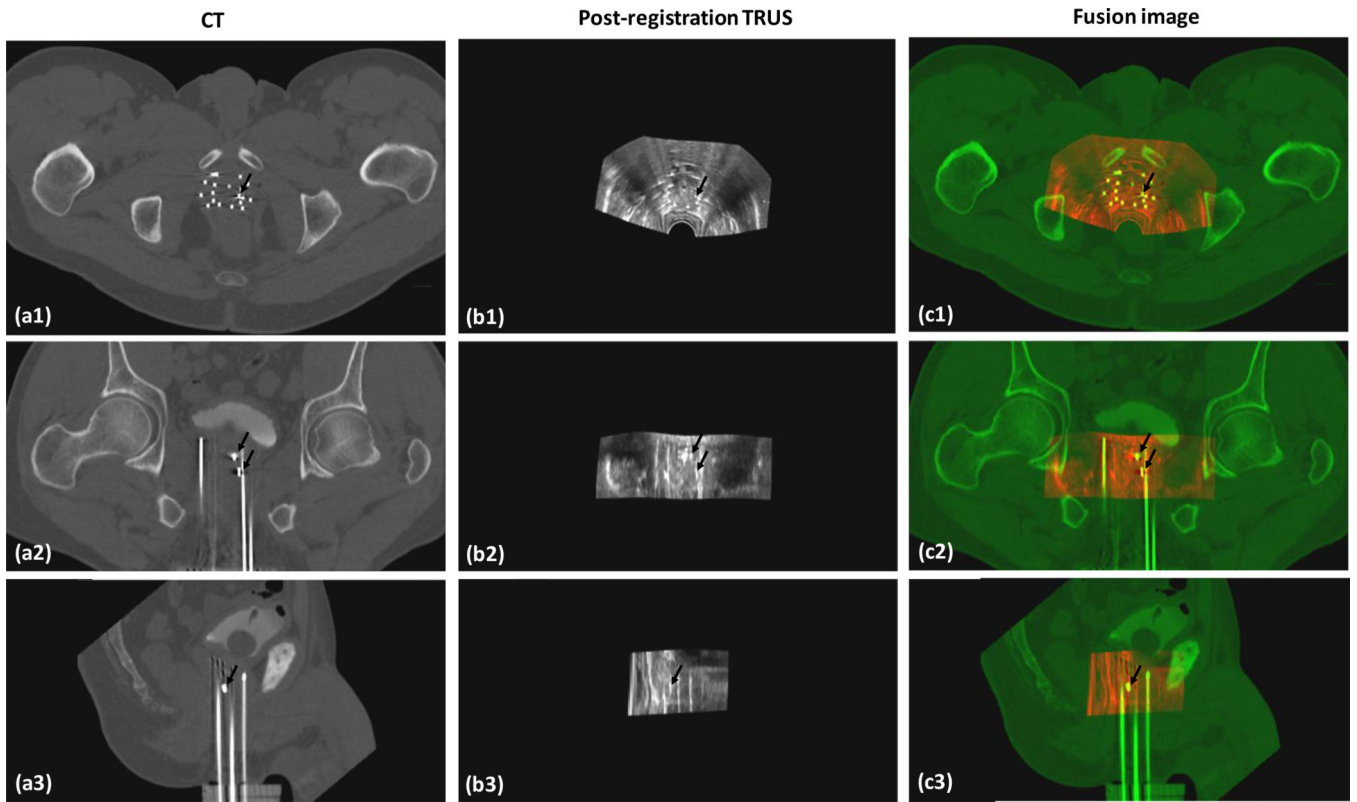 CT
Post-registration TRUS
Fusion image
(a1)
(b1)
(c1)
(a2)
(b2)
(c2)
(a3)
(b3)
(c3)